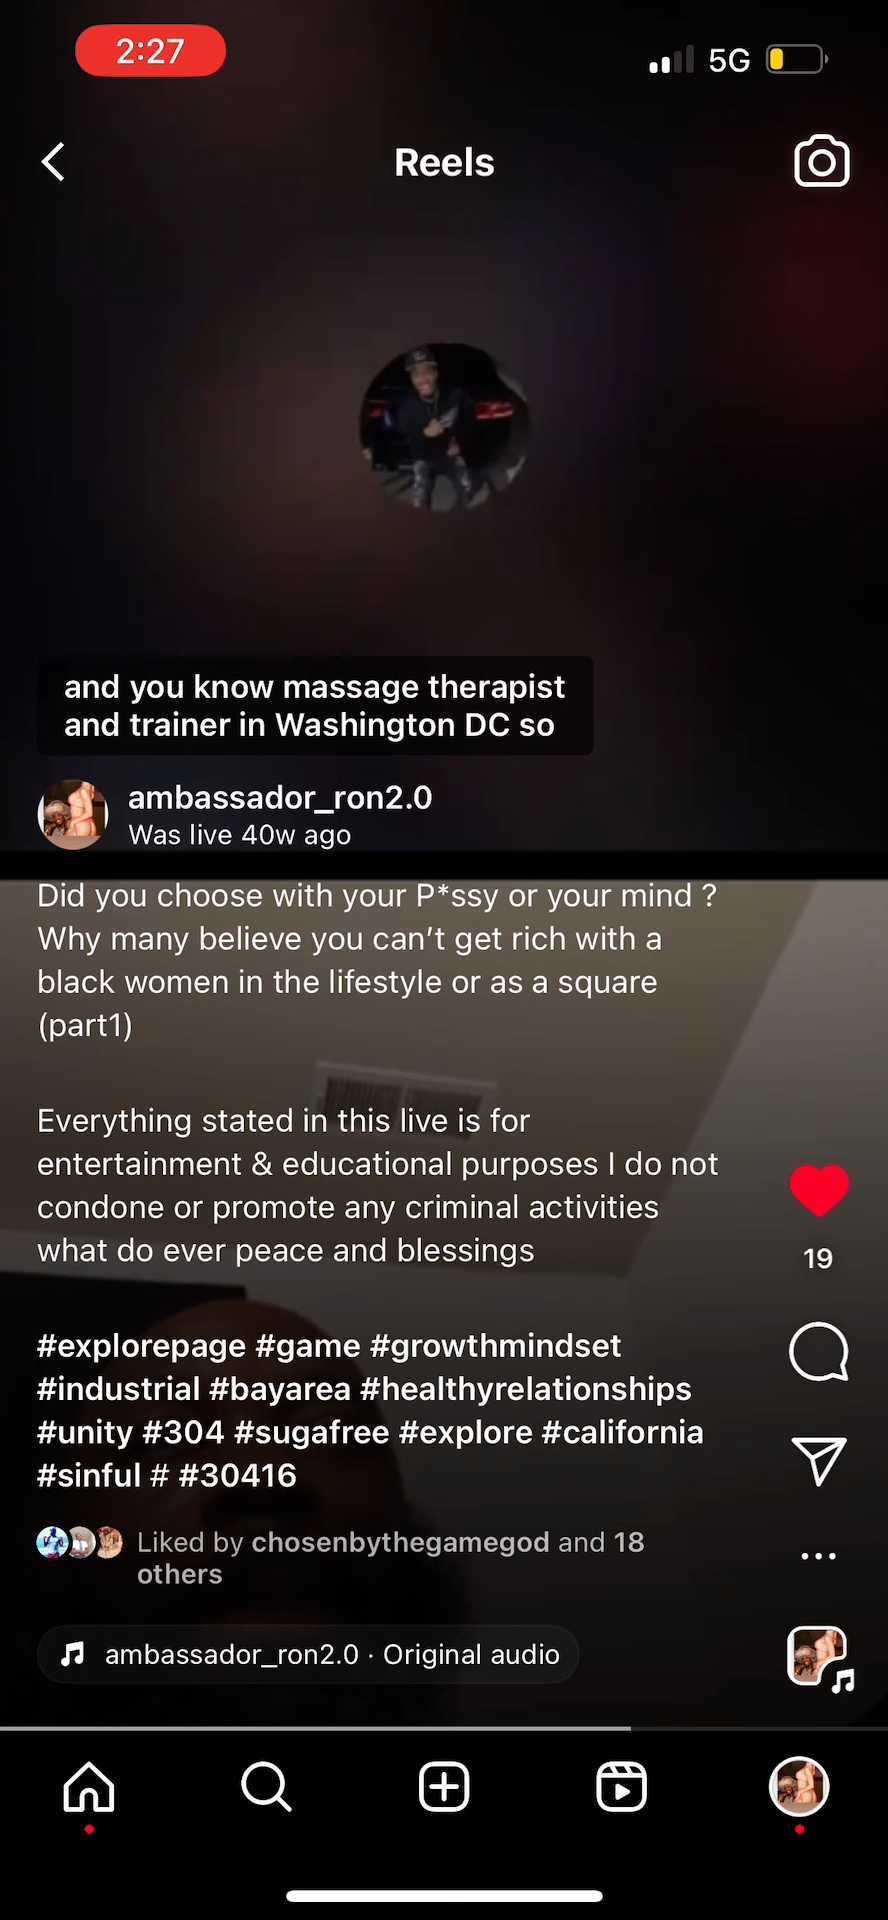 2:27
5G
Reels
and you know massage therapist
and trainer in Washington DC so
ambassador_ron2.0
Was live 40w ago
Did you choose with your P*ssy or your mind ?
Why many believe you can’t get rich with a
black women in the lifestyle or as a square
(part1)
Everything stated in this live is for
entertainment & educational purposes I do not
condone or promote any criminal activities
what do ever peace and blessings
#explorepage #game #growthmindset
#industrial #bayarea #healthyrelationships
#unity #304 #sugafree #explore #california
#sinful # #30416
19
Liked by chosenbythegamegod and 18
others
ambassador_ron2.0 · Original audio